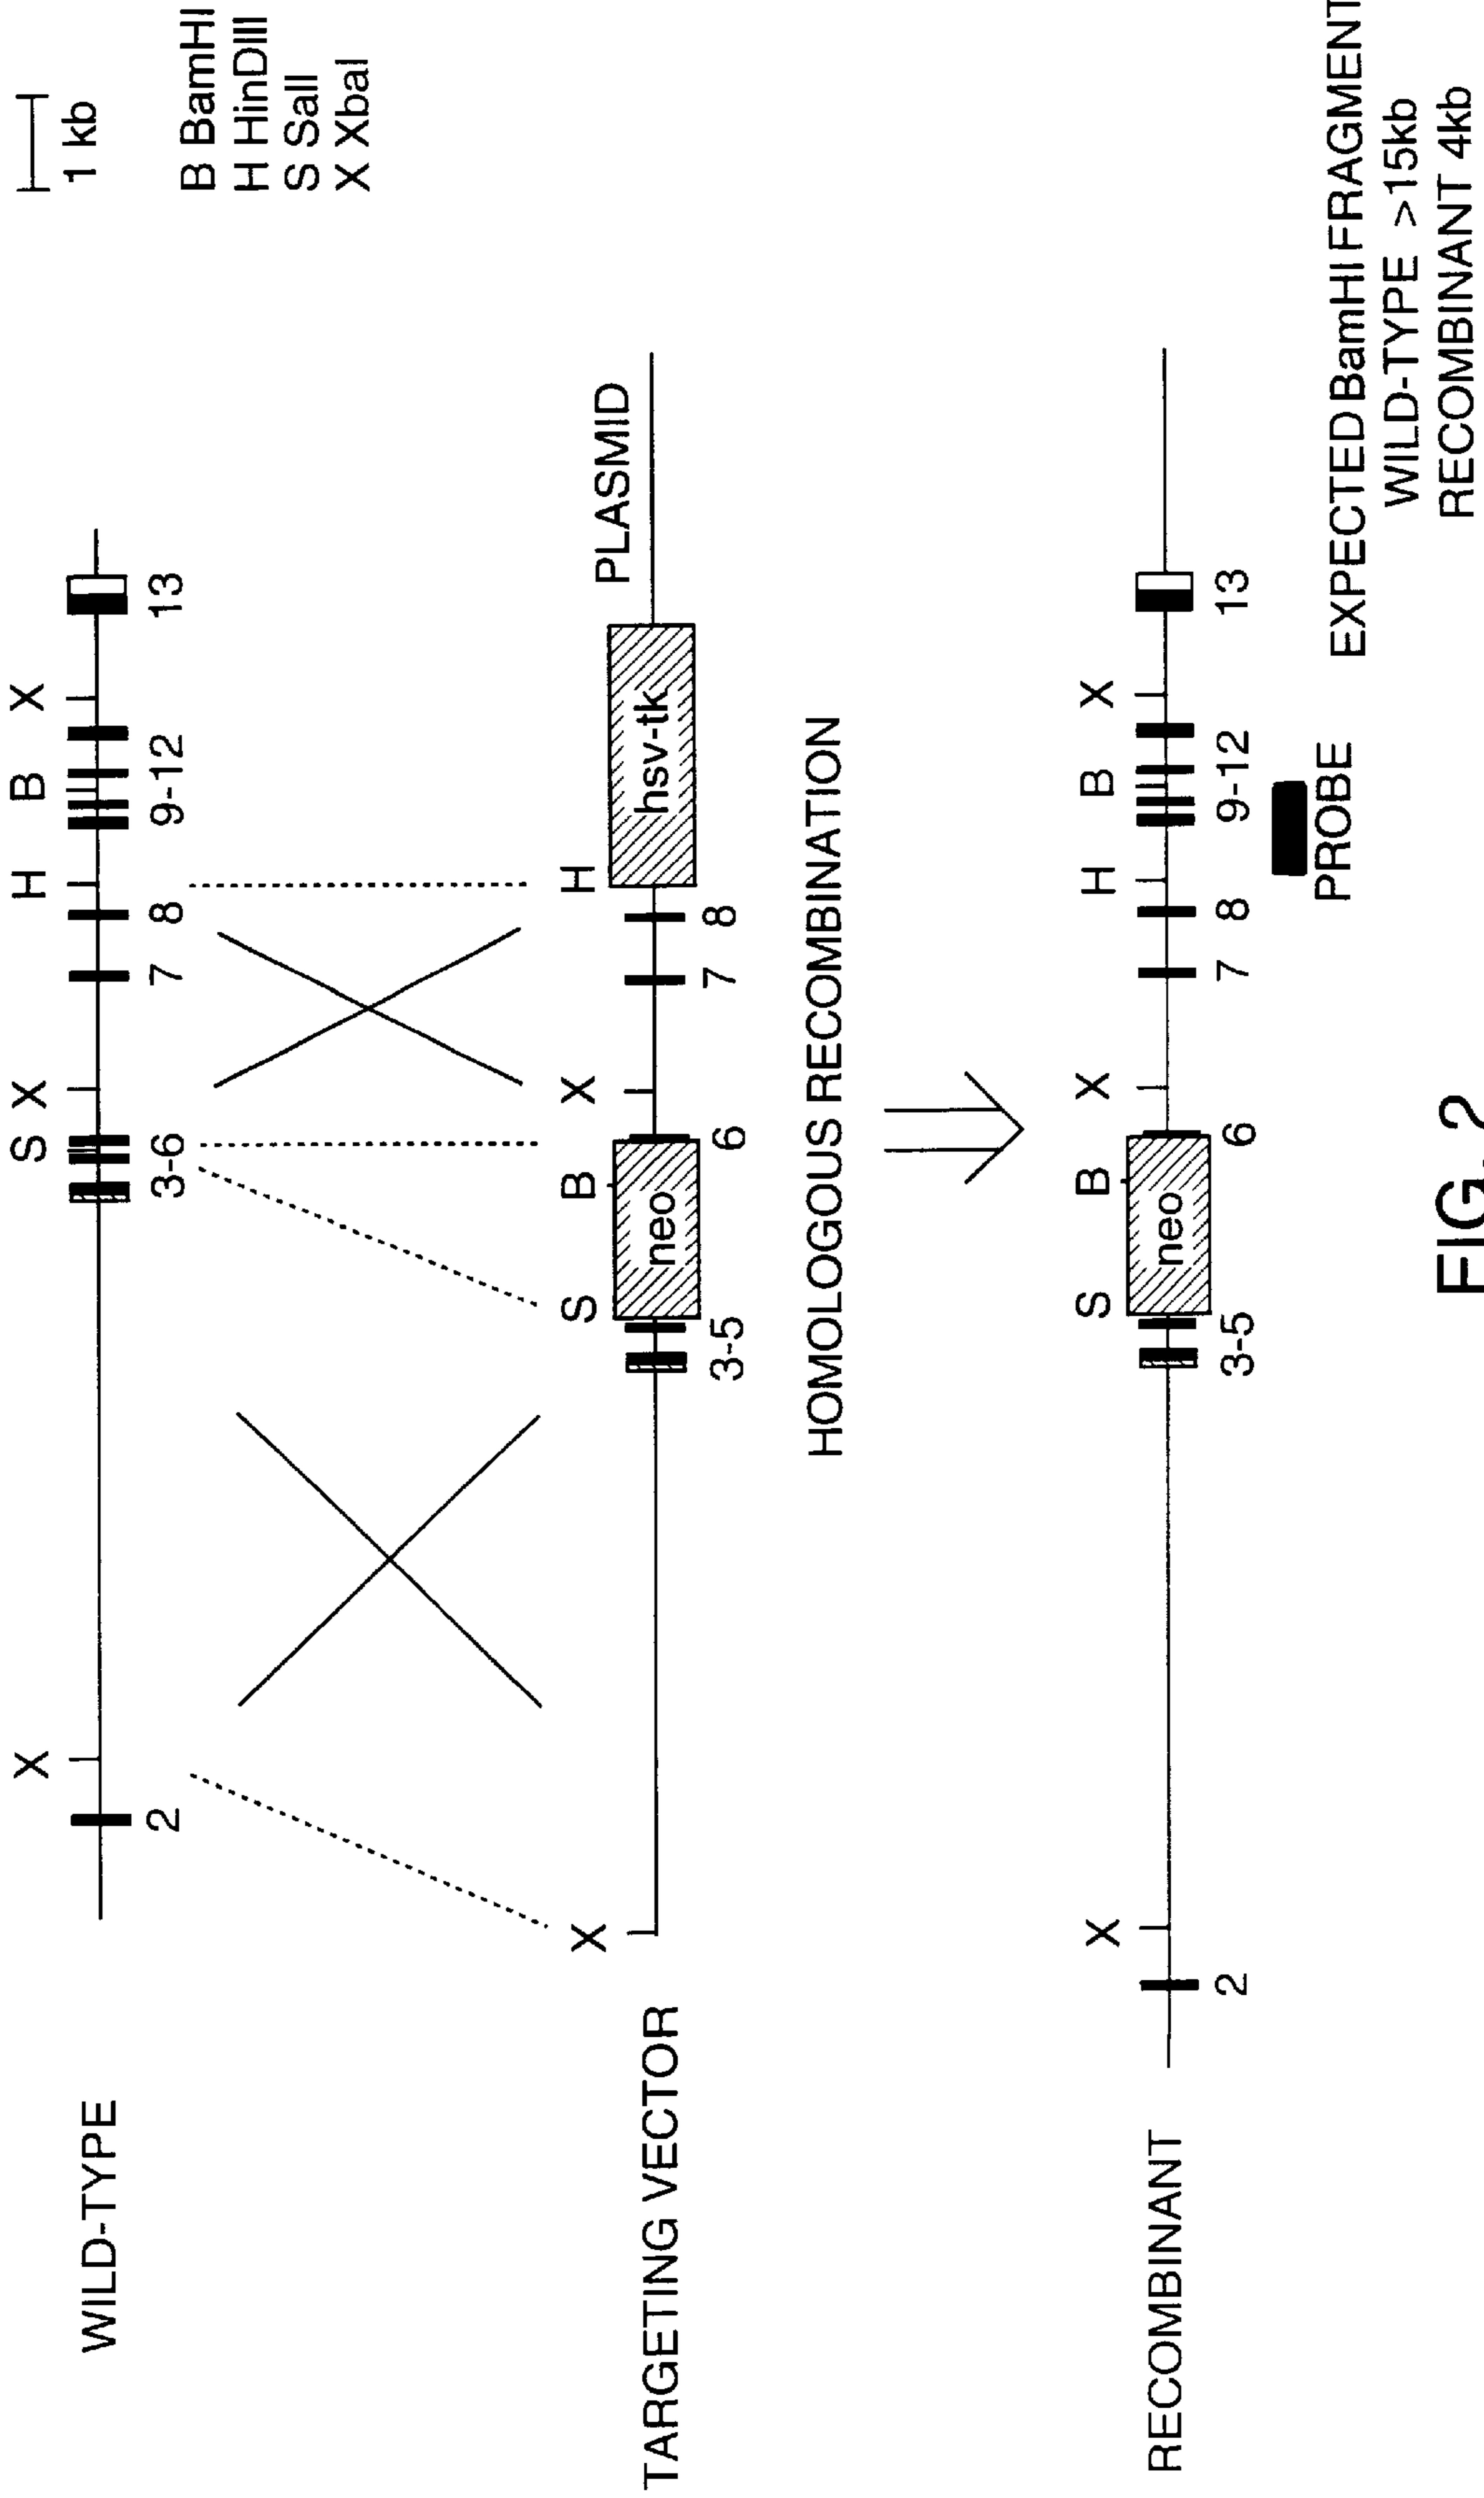 1 kb
B BamHI
H HinDIII
S SalI
X XbaI
WILD-TYPE
X S X H B X
2 3-6 7 8 9-12 13
TARGETING VECTOR
X S B X H PLASMID
neo hsv-tk
3-5 6 7 8
HOMOLOGOUS RECOMBINATION
RECOMBINANT
X S B X H B X
neo
2 3-5 6 7 8 9-12 13
PROBE
EXPECTED BamHI FRAGMENT
WILD-TYPE >15kb
RECOMBINANT 4kb
FIG. 2